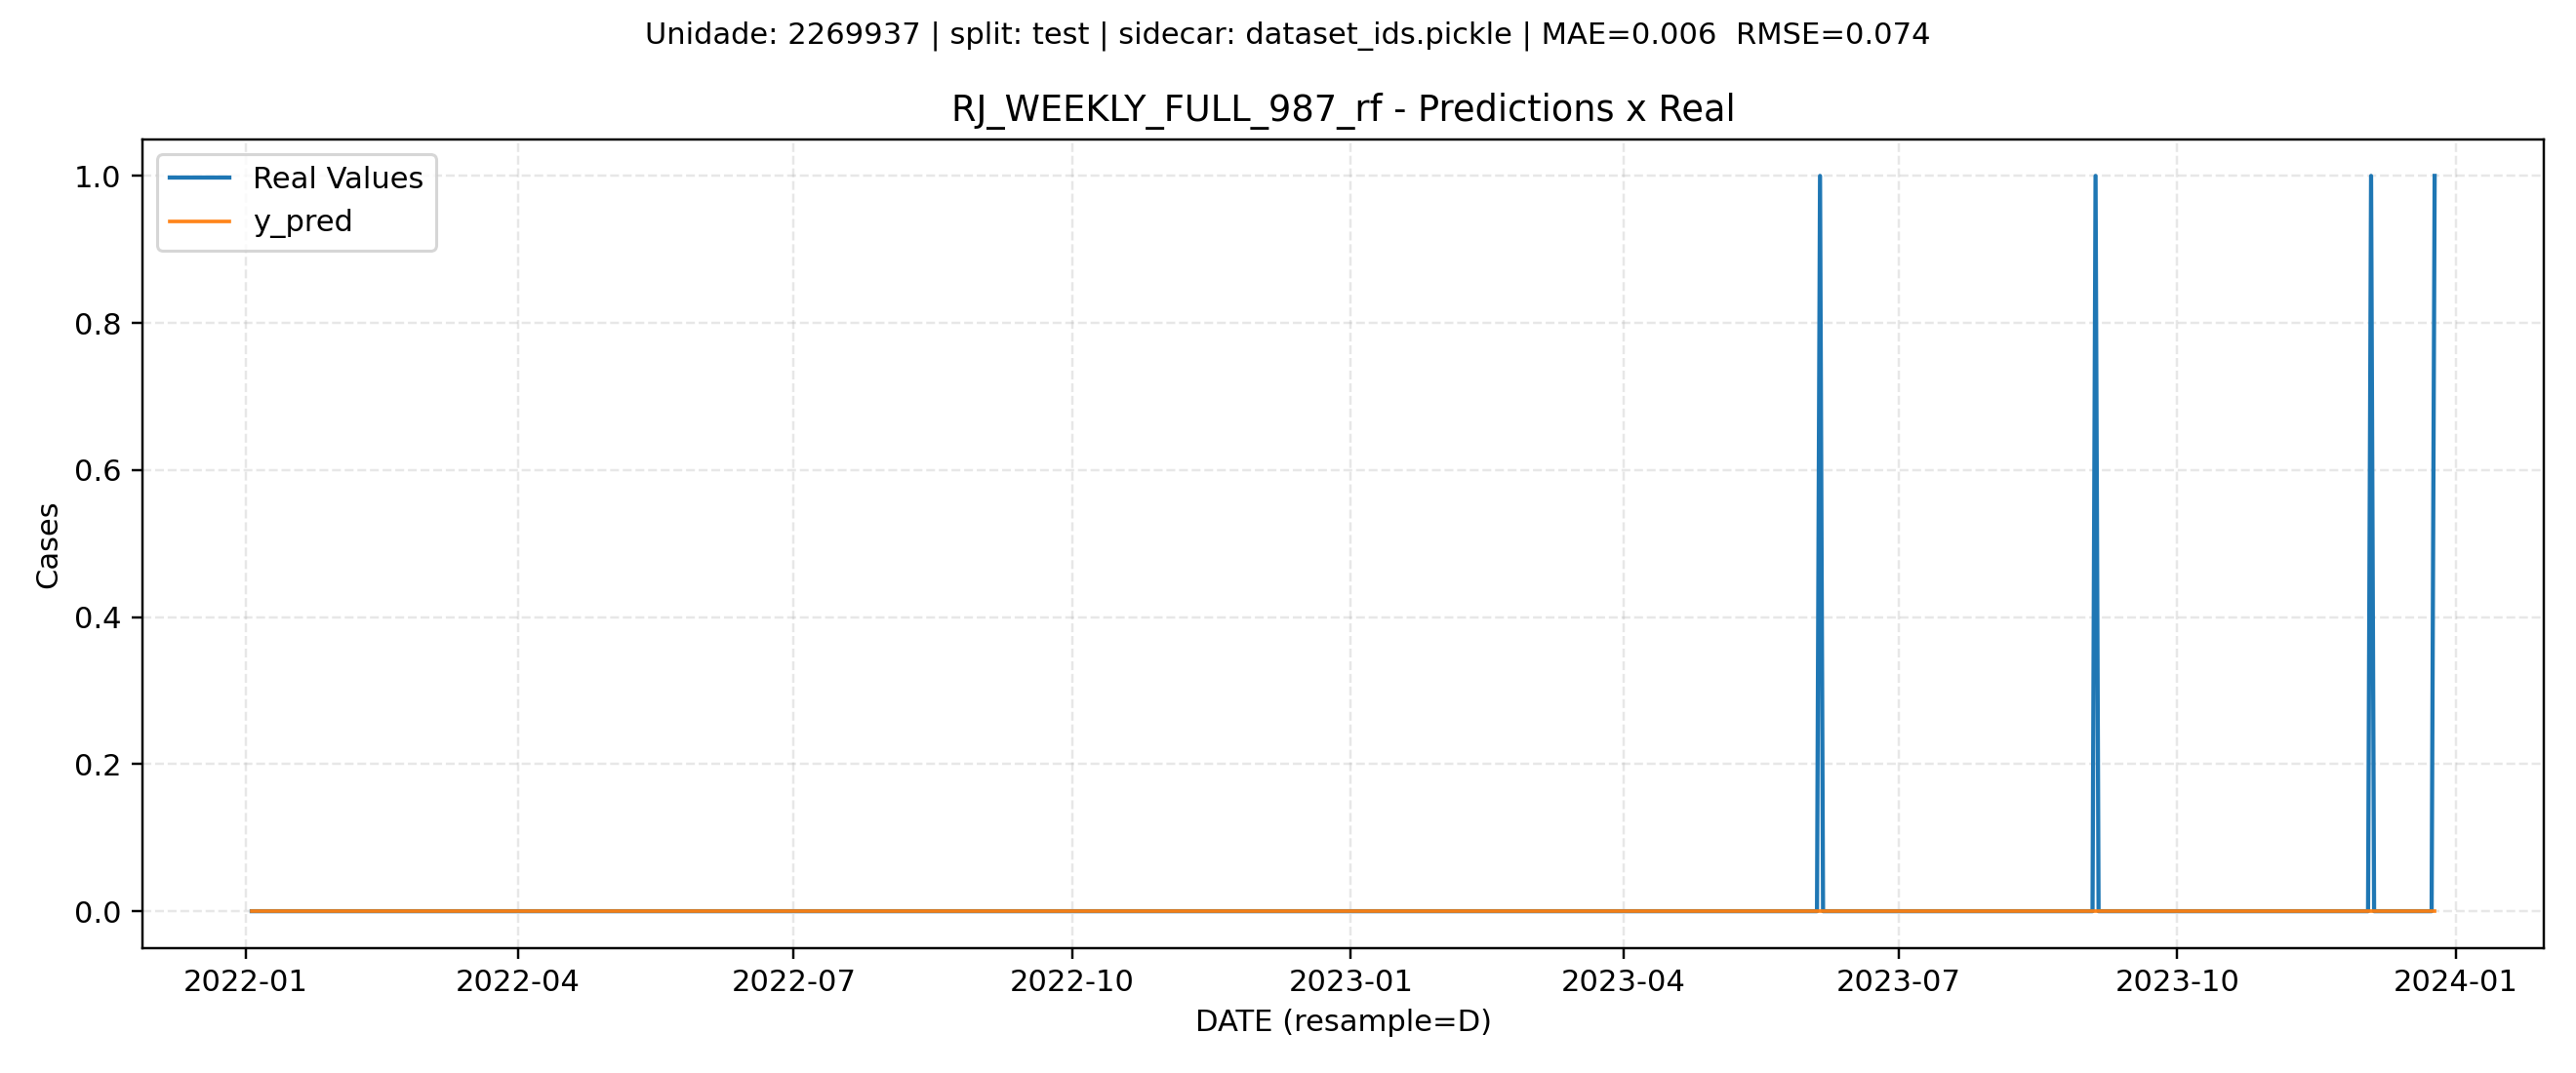 Unidade: 2269937 | split: test | sidecar: dataset_ids.pickle | MAE=0.006  RMSE=0.074
RJ_WEEKLY_FULL_987_rf - Predictions x Real
Real Values
y_pred
1.0
0.8
0.6
0.4
0.2
0.0
Cases
2022-01
2022-04
2022-07
2022-10
2023-01
2023-04
2023-07
2023-10
2024-01
DATE (resample=D)